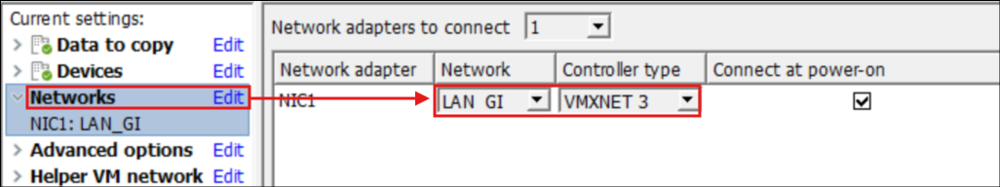 Current settings:
> Data to copy Edit
> Devices Edit
Networks Edit
NIC1: LAN_GI
> Advanced options Edit
> Helper VM network Edit
Network adapters to connect 1
Network adapter Network Controller type Connect at power-on
NIC1 LAN GI VMXNET 3